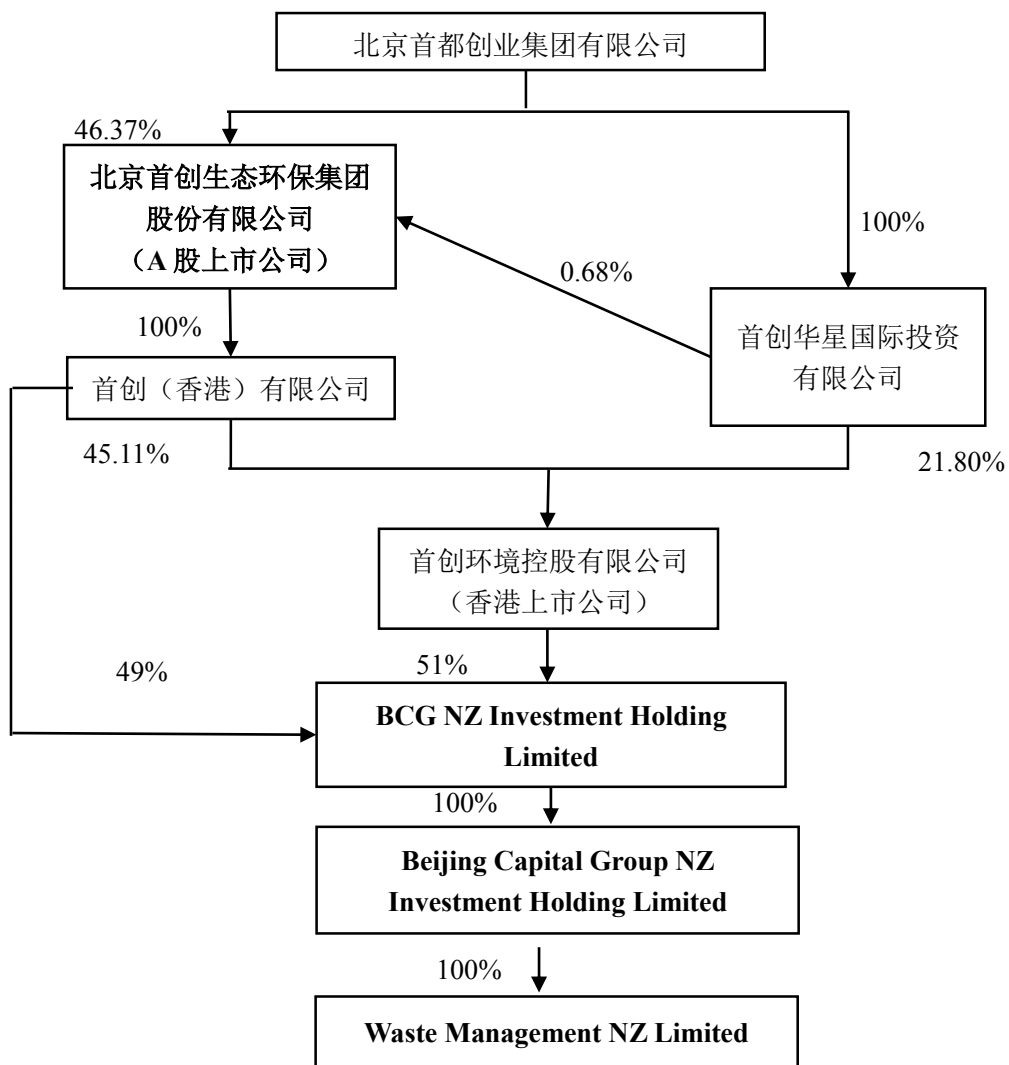 北京首都创业集团有限公司
46.37%
北京首创生态环保集团
股份有限公司
（A 股上市公司）
100%
0.68%
首创华星国际投资
有限公司
100%
首创（香港）有限公司
45.11%
21.80%
首创环境控股有限公司
（香港上市公司）
49%
51%
BCG NZ Investment Holding
Limited
100%
Beijing Capital Group NZ
Investment Holding Limited
100%
Waste Management NZ Limited